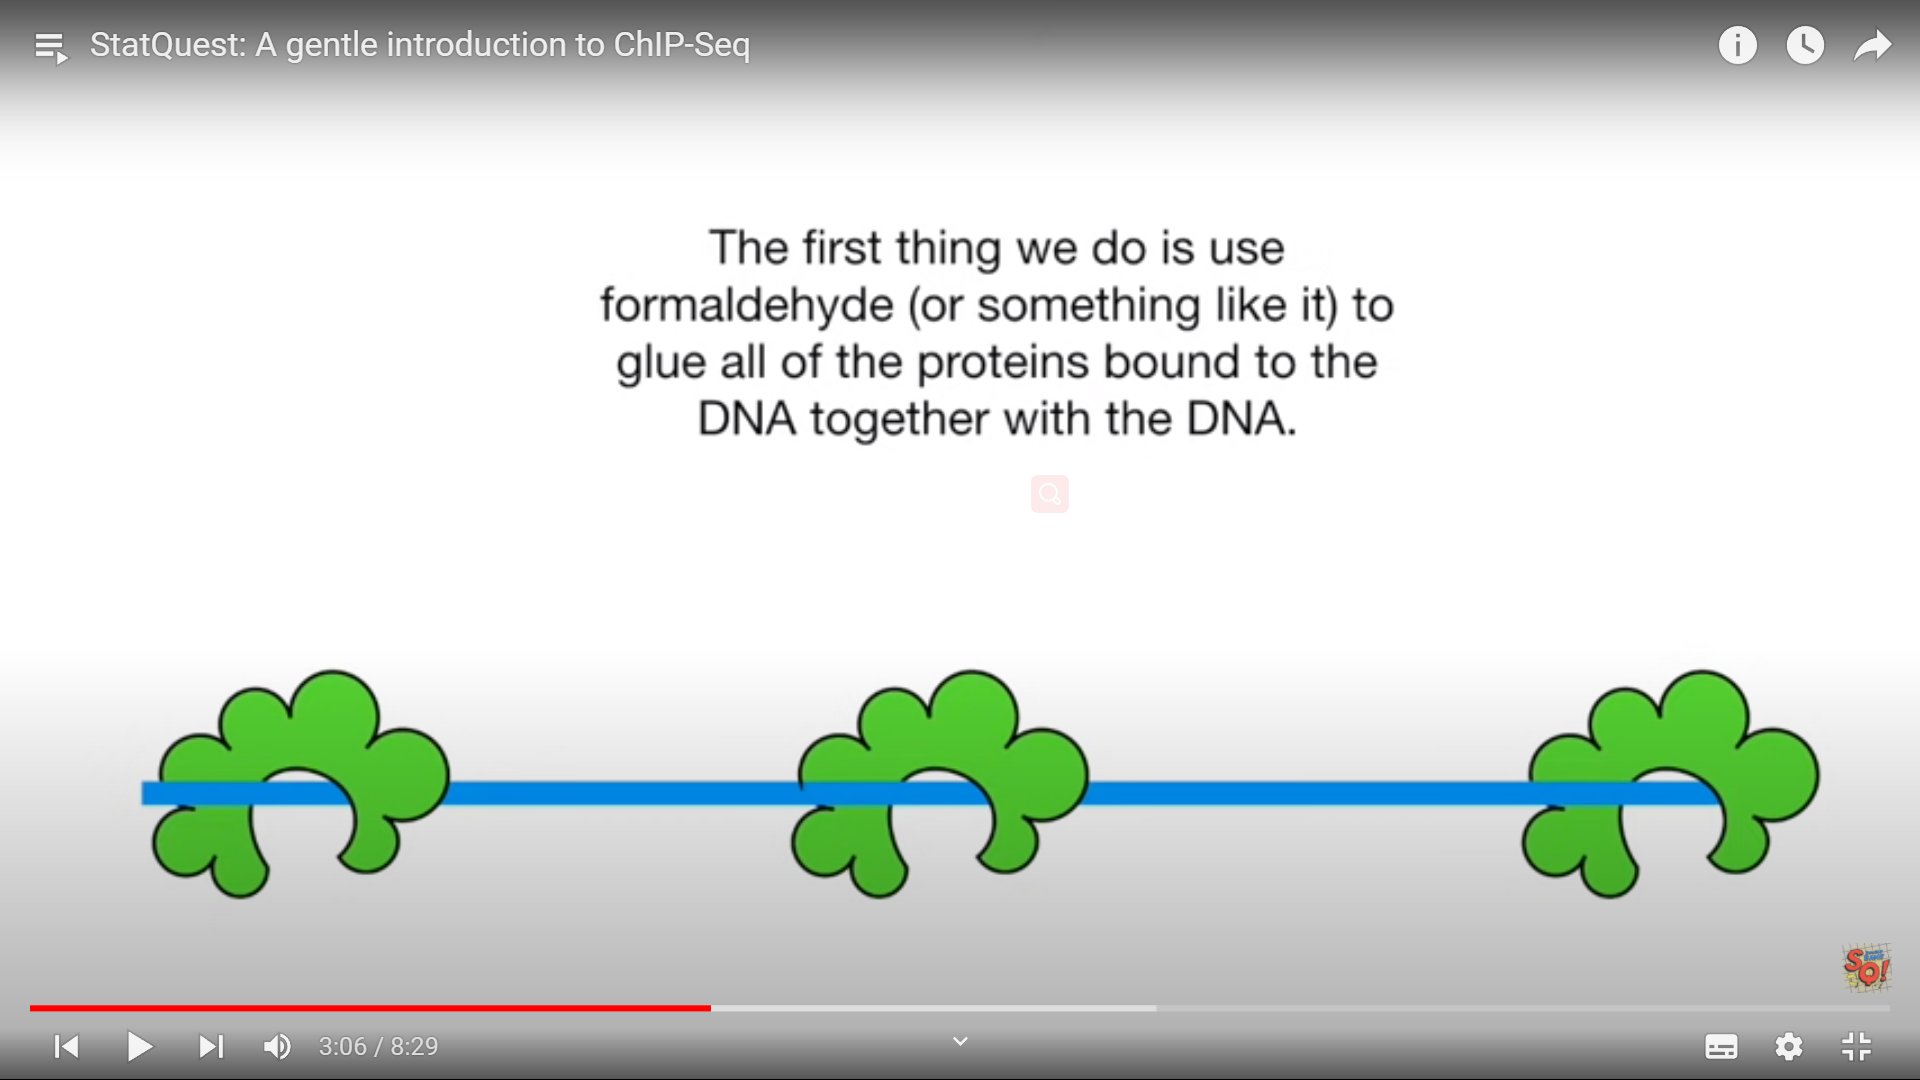 StatQuest: A gentle introduction to ChIP-Seq
The first thing we do is use
formaldehyde (or something like it) to
glue all of the proteins bound to the
DNA together with the DNA.
SQ!
3:06 / 8:29